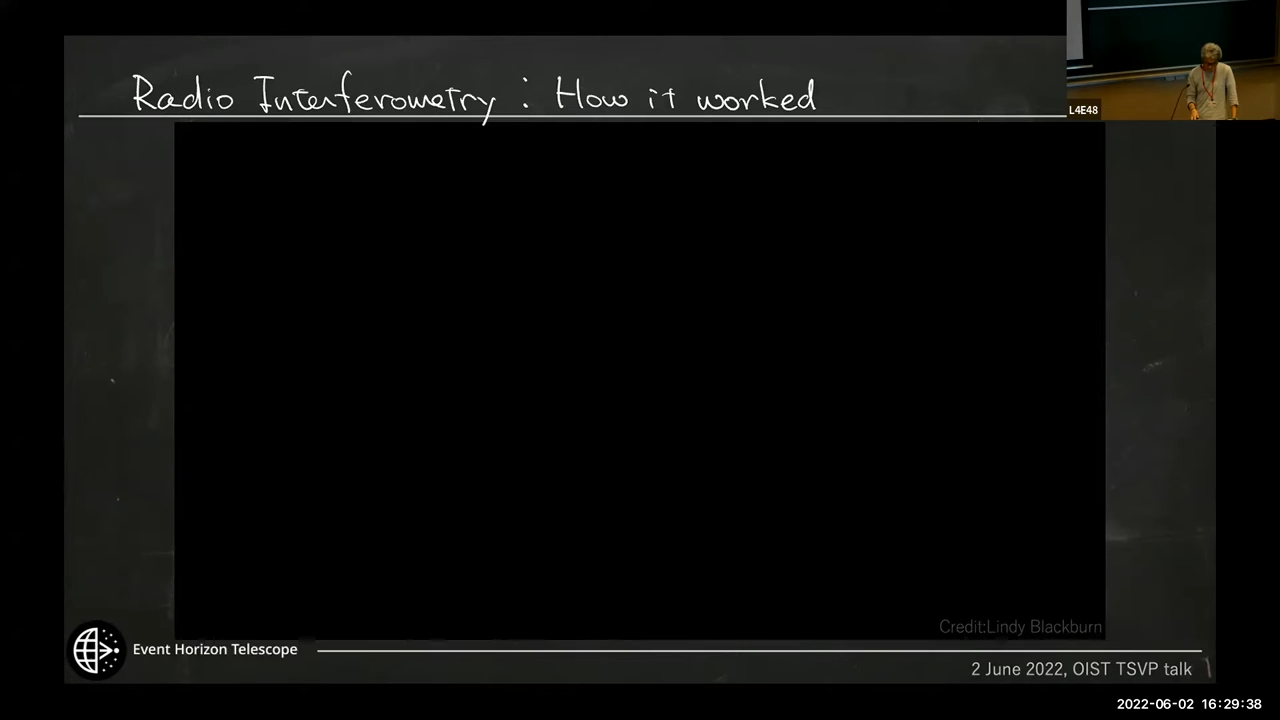 Radio Interferometry : How it worked
L4E48
Credit:Lindy Blackburn
Event Horizon Telescope
2 June 2022, OIST TSVP talk
2022-06-02 16:29:38